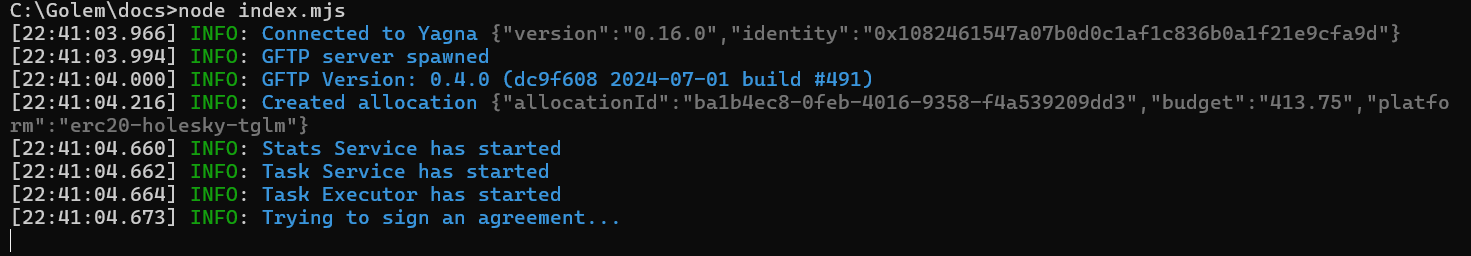 C:\Golem\docs>node index.mjs
[22:41:03.966] INFO: Connected to Yagna {"version":"0.16.0","identity":"0x1082461547a07b0d0c1af1c836b0a1f21e9cfa9d"}
[22:41:03.994] INFO: GFTP server spawned
[22:41:04.000] INFO: GFTP Version: 0.4.0 (dc9f608 2024-07-01 build #491)
[22:41:04.216] INFO: Created allocation {"allocationId":"ba1b4ec8-0feb-4016-9358-f4a539209dd3","budget":"413.75","platfo
rm":"erc20-holesky-tglm"}
[22:41:04.660] INFO: Stats Service has started
[22:41:04.662] INFO: Task Service has started
[22:41:04.664] INFO: Task Executor has started
[22:41:04.673] INFO: Trying to sign an agreement...